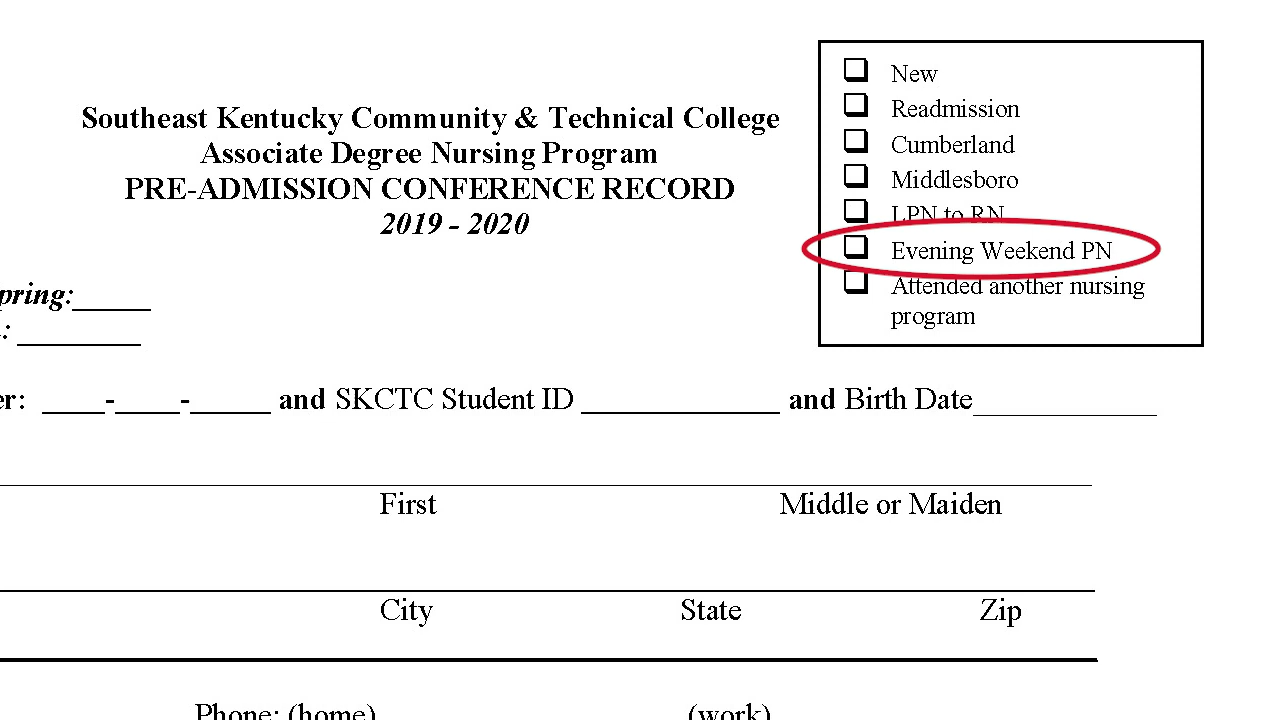 New
Readmission
Cumberland
Middlesboro
LPN to RN
Evening Weekend PN
Attended another nursing
program
Southeast Kentucky Community & Technical College
Associate Degree Nursing Program
PRE-ADMISSION CONFERENCE RECORD
2019 - 2020
pring:_____
: ________
er: ____-____-_____ and SKCTC Student ID _____________ and Birth Date____________
First Middle or Maiden
City State Zip
Phone: (home) (work)